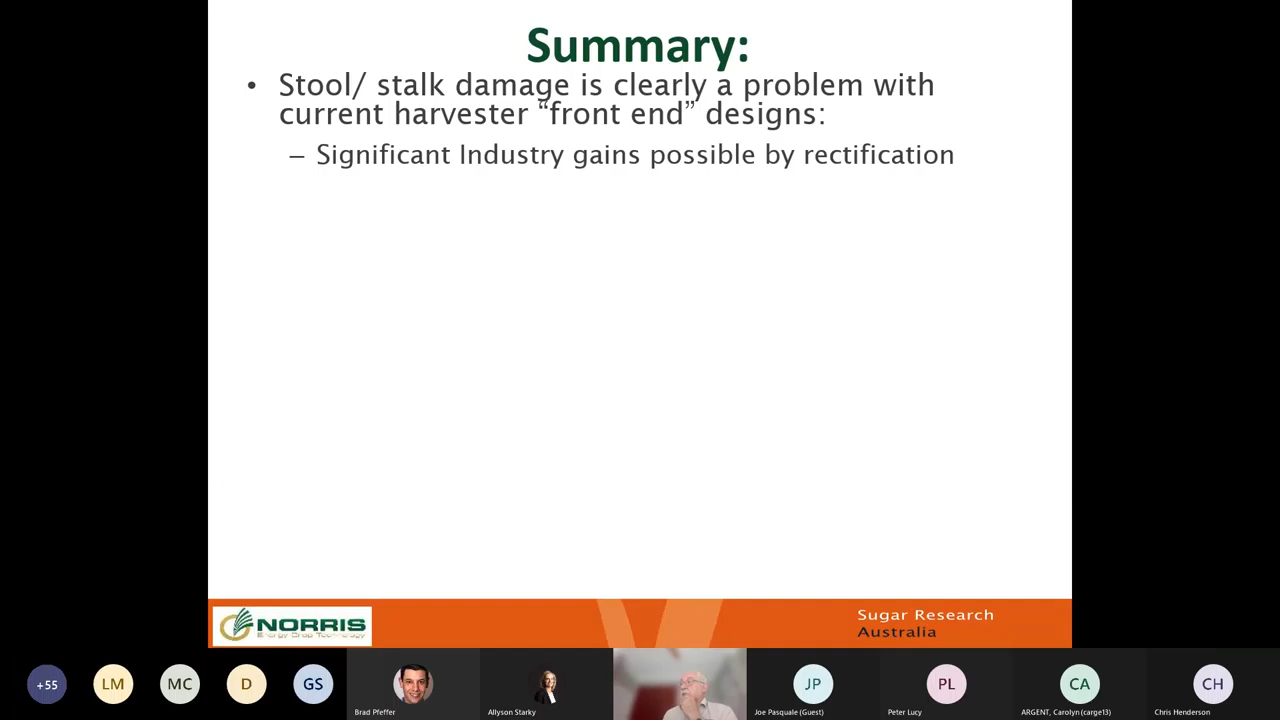 Summary:
• Stool/ stalk damage is clearly a problem with
current harvester “front end” designs:
– Significant Industry gains possible by rectification
NORRIS
Energy Crop Technology
Sugar Research
Australia
+55
LM
MC
D
GS
Brad Pfeffer
Allyson Starky
JP
Joe Pasquale (Guest)
PL
Peter Lucy
CA
ARGENT, Carolyn (carge13)
CH
Chris Henderson